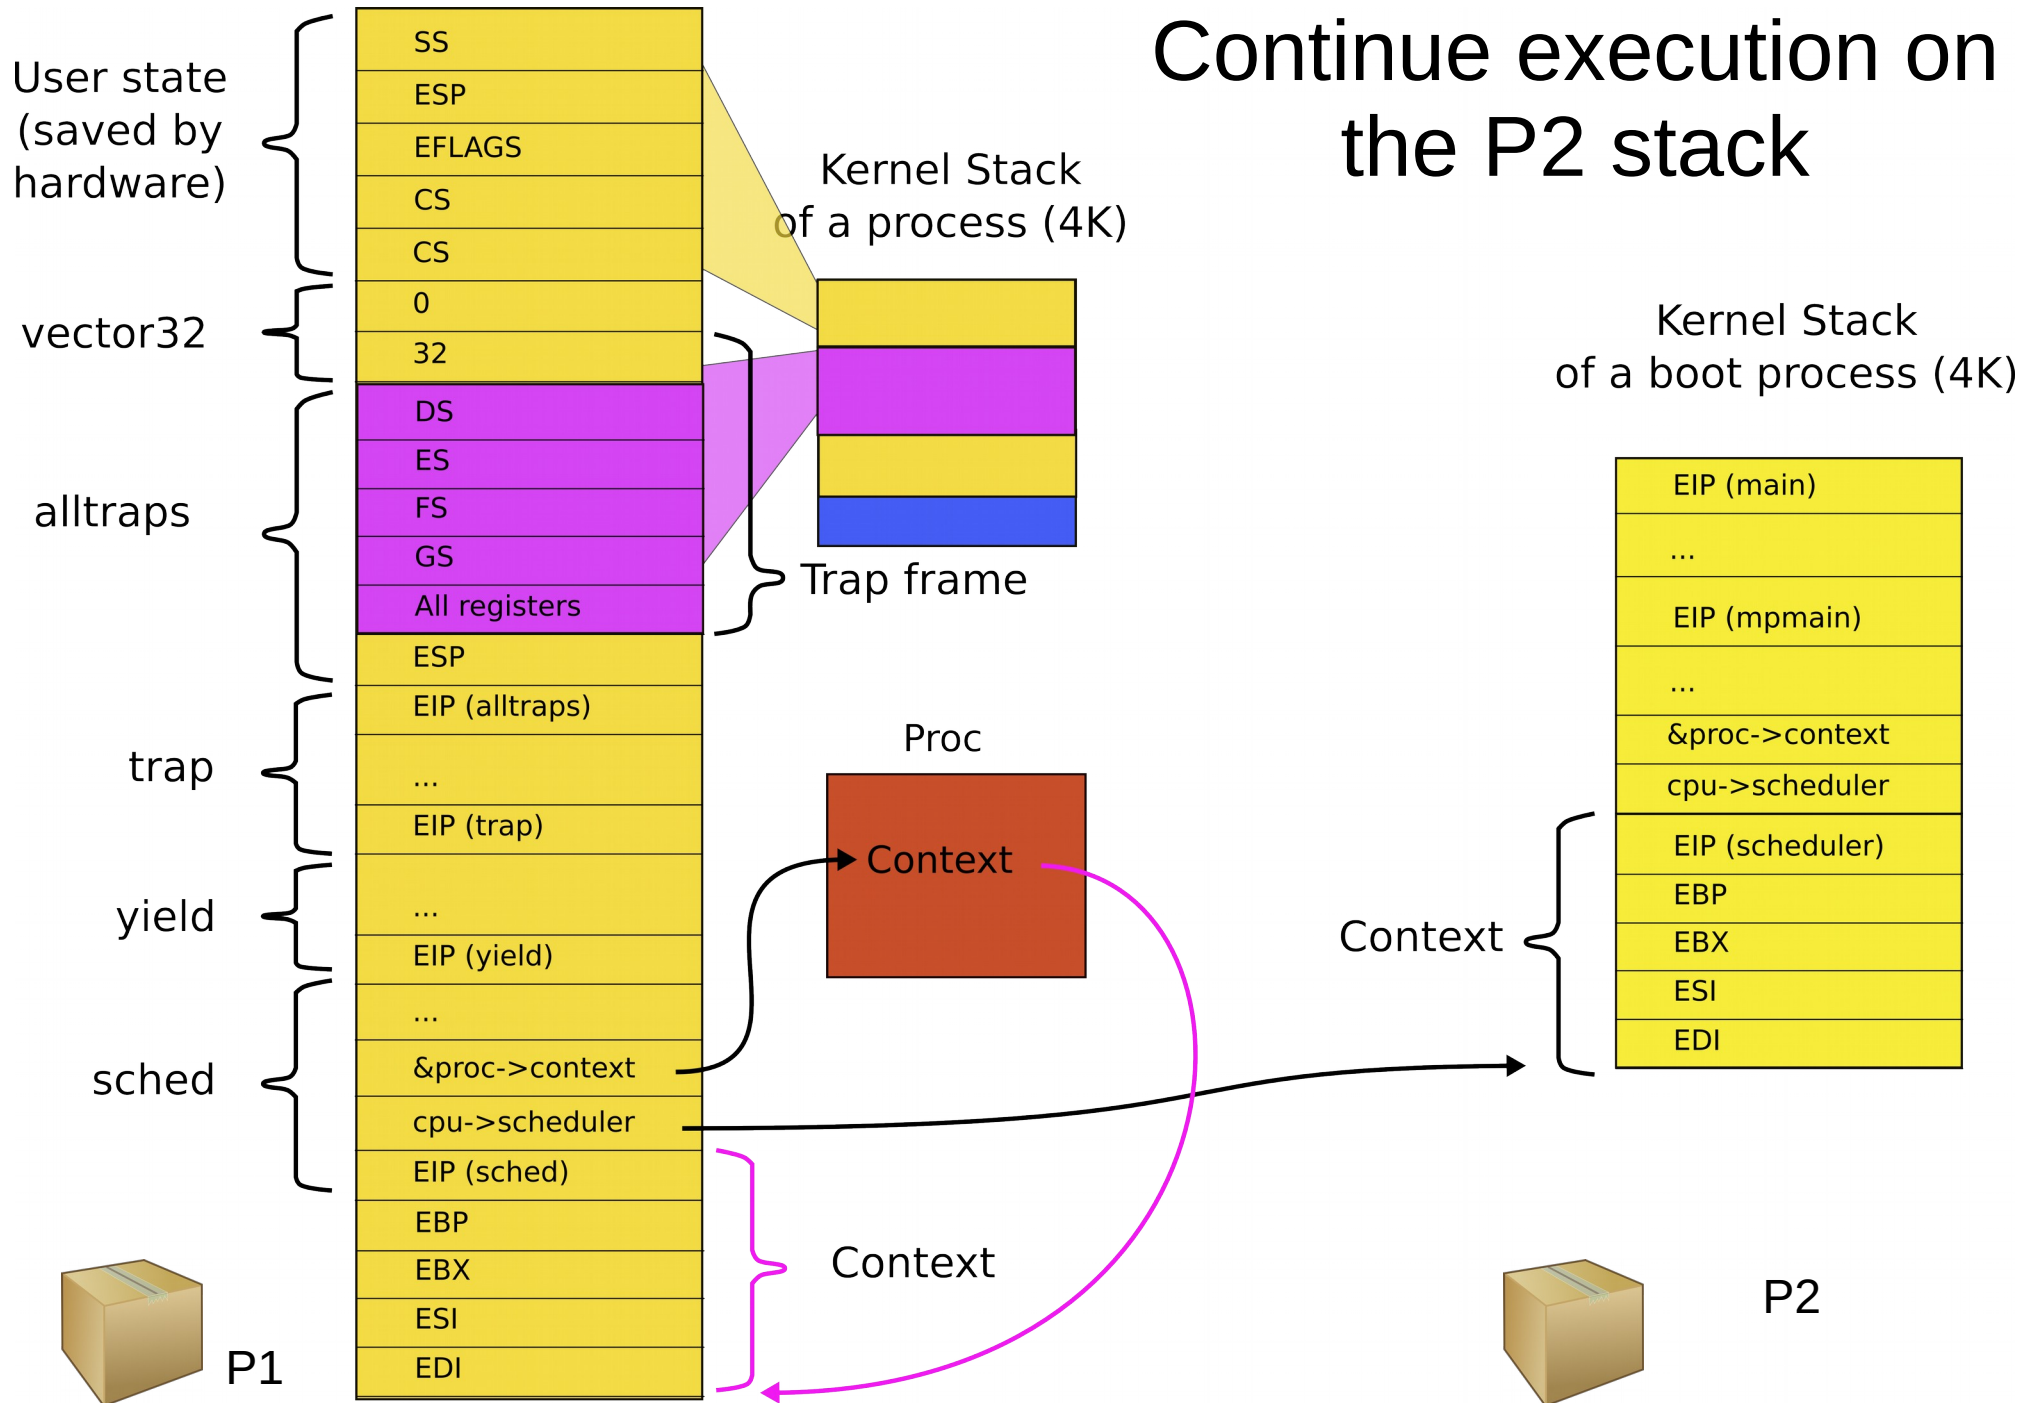 Continue execution on
the P2 stack
User state
(saved by
hardware)
vector32
alltraps
trap
yield
sched
SS
ESP
EFLAGS
CS
CS
0
32
DS
ES
FS
GS
All registers
ESP
EIP (alltraps)
...
EIP (trap)
...
EIP (yield)
...
&proc->context
cpu->scheduler
EIP (sched)
EBP
EBX
ESI
EDI
P1
Kernel Stack
of a process (4K)
Trap frame
Proc
Context
Context
Kernel Stack
of a boot process (4K)
EIP (main)
...
EIP (mpmain)
...
&proc->context
cpu->scheduler
EIP (scheduler)
EBP
EBX
ESI
EDI
Context
P2